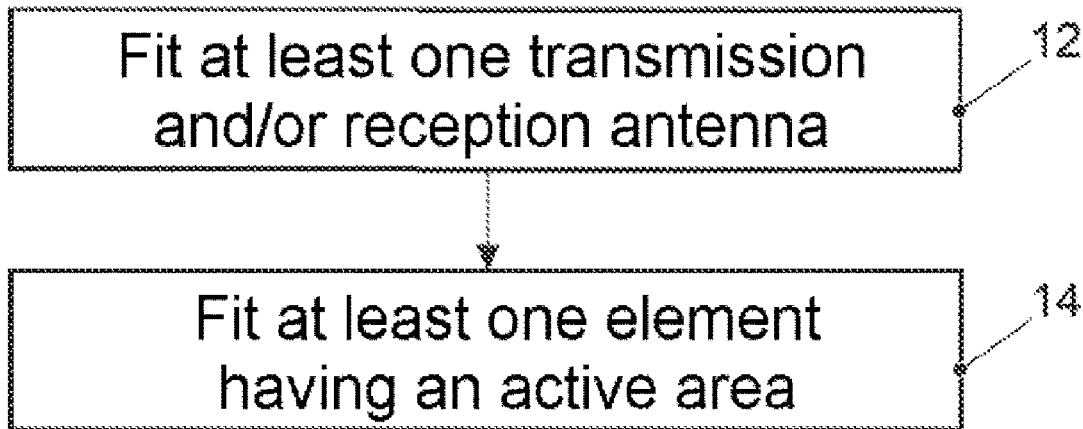 Fit at least one transmission
and/or reception antenna
12
Fit at least one element
having an active area
14